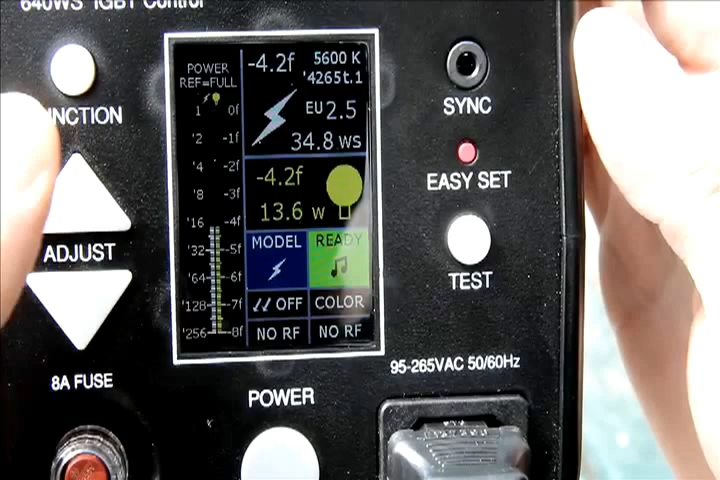 640WS IGBT Control
POWER
REF=FULL
1 0f
'2 -1f
'4 -2f
'8 -3f
'16 -4f
'32 -5f
'64 -6f
'128 -7f
'256 -8f
-4.2f
5600 K
'4265t.1
EU 2.5
34.8 WS
-4.2f
13.6 W
MODEL
READY
OFF
COLOR
NO RF
NO RF
NCTION
ADJUST
8A FUSE
POWER
SYNC
EASY SET
TEST
95-265VAC 50/60Hz